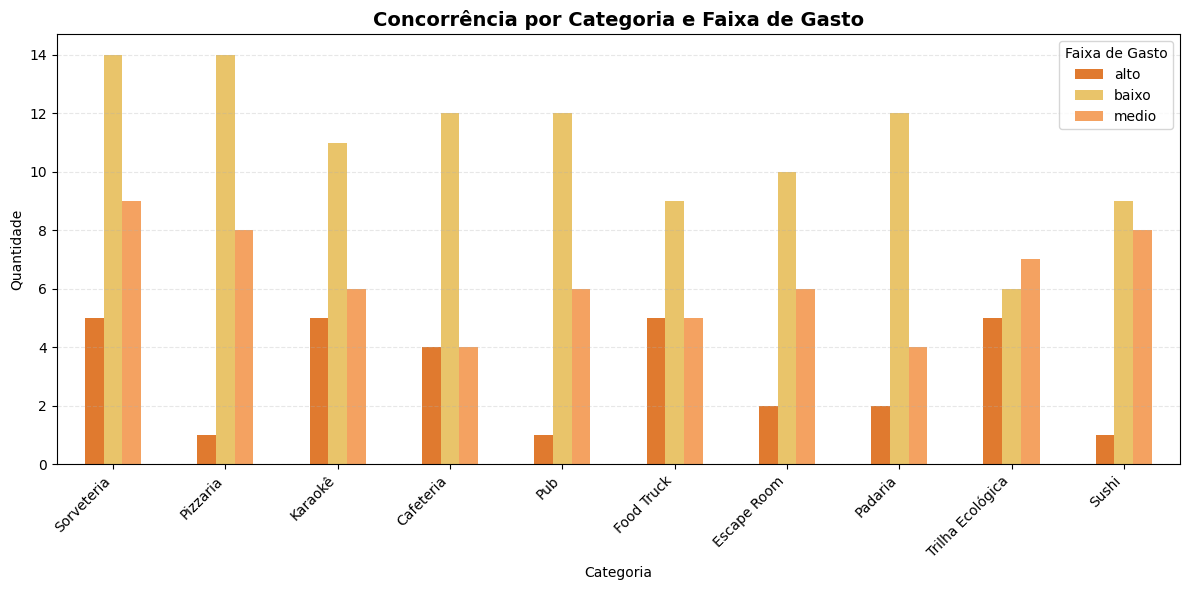 Concorrência por Categoria e Faixa de Gasto
Faixa de Gasto
alto
baixo
medio
Quantidade
14
12
10
8
6
4
2
0
Sorveteria
Pizzaria
Karaokê
Cafeteria
Pub
Food Truck
Escape Room
Padaria
Trilha Ecológica
Sushi
Categoria